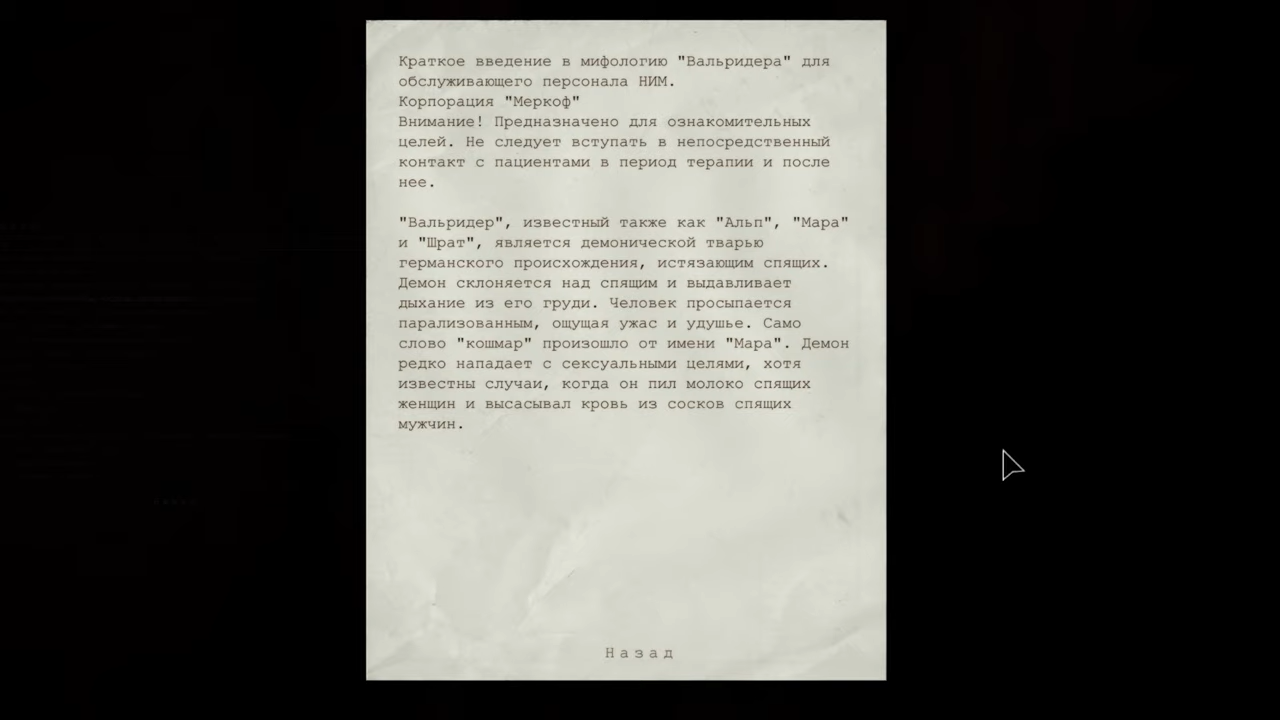 Краткое введение в мифологию "Вальридера" для
обслуживающего персонала НИМ.
Корпорация "Меркоф"
Внимание! Предназначено для ознакомительных
целей. Не следует вступать в непосредственный
контакт с пациентами в период терапии и после
нее.
"Вальридер", известный также как "Альп", "Мара"
и "Шрат", является демонической тварью
германского происхождения, истязающим спящих.
Демон склоняется над спящим и выдавливает
дыхание из его груди. Человек просыпается
парализованным, ощущая ужас и удушье. Само
слово "кошмар" произошло от имени "Мара". Демон
редко нападает с сексуальными целями, хотя
известны случаи, когда он пил молоко спящих
женщин и высасывал кровь из сосков спящих
мужчин.
Назад